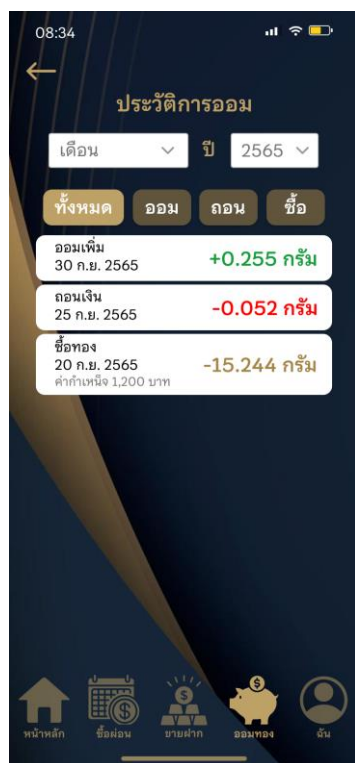 08:34
ประวัติการออม
เดือน ปี 2565
ทั้งหมด ออม ถอน ซื้อ
ออมเพิ่ม
30 ก.ย. 2565 +0.255 กรัม
ถอนเงิน
25 ก.ย. 2565 -0.052 กรัม
ซื้อทอง
20 ก.ย. 2565 -15.244 กรัม
ค่ากำเหน็จ 1,200 บาท
หน้าหลัก ซื้อผ่อน ขายฝาก ออมทอง ฉัน